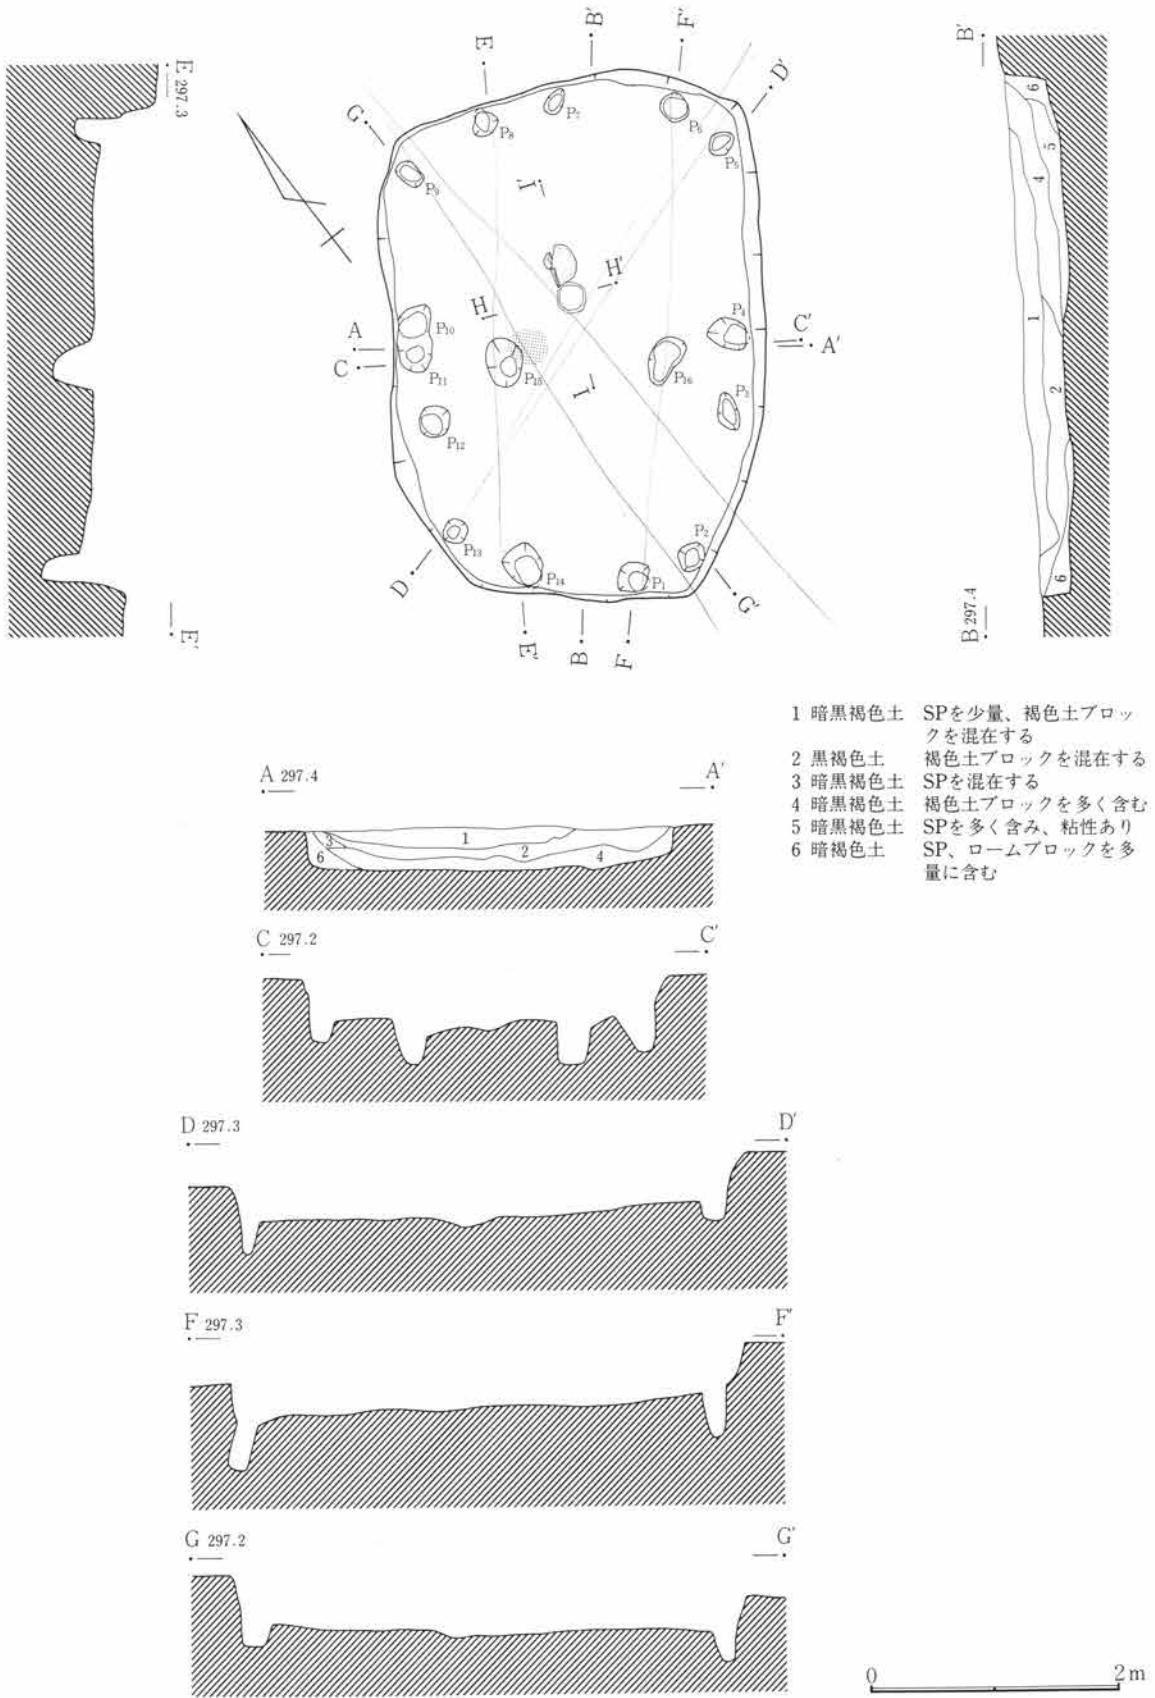 E 297.3
E'
B'
F'
E
D'
G
P7
P6
P8
P5
P9
I'
H'
H
P4
A
P10
C'
A'
C
P11
P15
P16
I
P3
P12
P2
P13
P14
P1
D
G'
E'
B
F
B'
6
5
4
1
2
6
B 297.4
1 暗黒褐色土 SPを少量、褐色土ブロッ
クを混在する
2 黒褐色土 褐色土ブロックを混在する
3 暗黒褐色土 SPを混在する
4 暗黒褐色土 褐色土ブロックを多く含む
5 暗黒褐色土 SPを多く含み、粘性あり
6 暗褐色土 SP、ロームブロックを多
量に含む
A 297.4 A'
3 1
6 2 4
C 297.2 C'
D 297.3 D'
F 297.3 F'
G 297.2 G'
0 2m